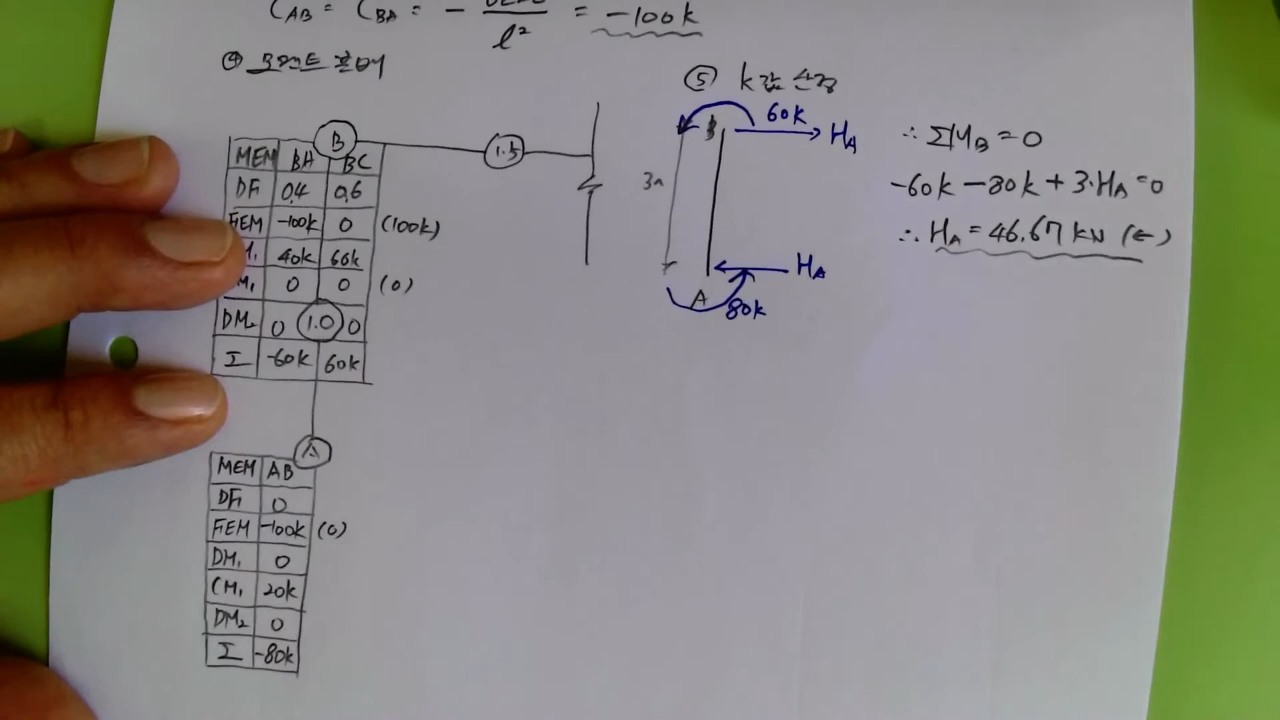 C_AB = C_BA = - ― / l² = -100k
④ 모멘트 분배
⑤ k값 산정
B
1.5
MEM BA BC
DF 0.4 0.6
FEM -100k 0 (100k)
40k 60k
0 0 (0)
DM₂ 0 1.0 0
Σ -60k 60k
A
MEM AB
DF₁ 0
FEM -100k (0)
DM₁ 0
CM₁ 20k
DM₂ 0
Σ -80k
60k
B
H_A
3m
H_A
A
80k
∴ ΣM_B = 0
-60k - 80k + 3·H_A = 0
∴ H_A = 46.67 kN (←)